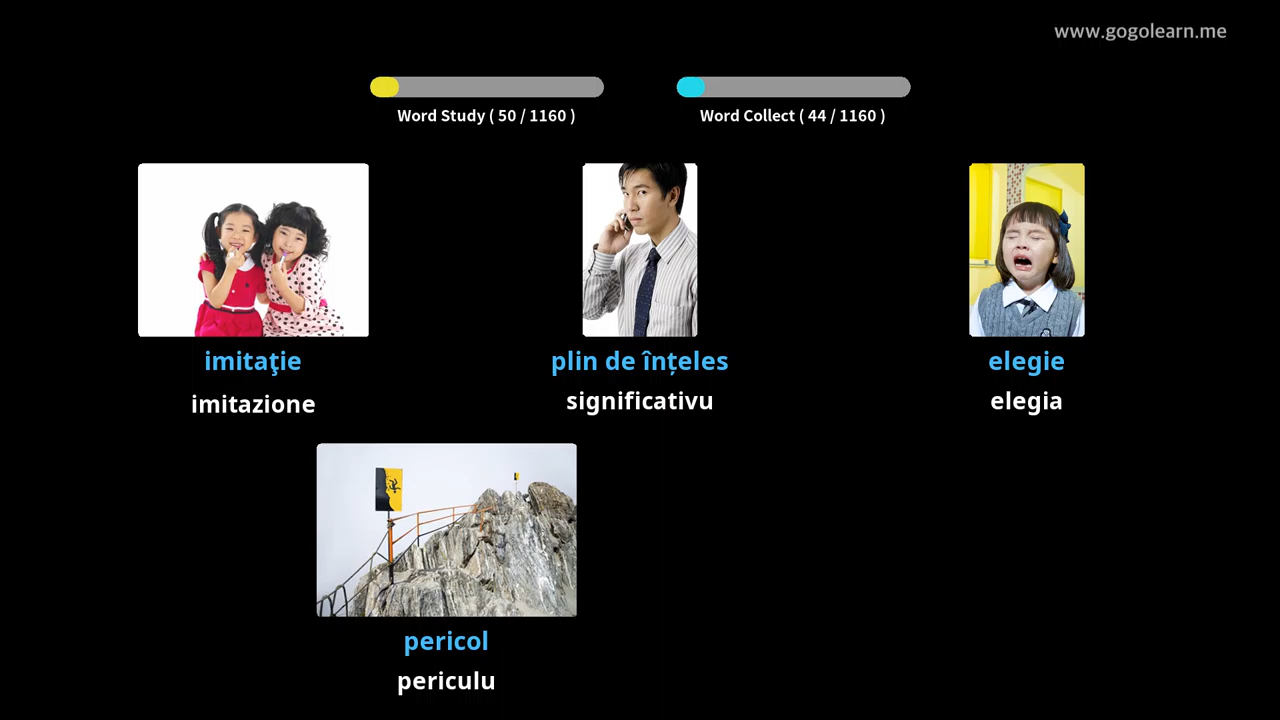 www.gogolearn.me
Word Study ( 50 / 1160 )
Word Collect ( 44 / 1160 )
imitaţie
plin de înțeles
elegie
imitazione
significativu
elegia
pericol
periculu